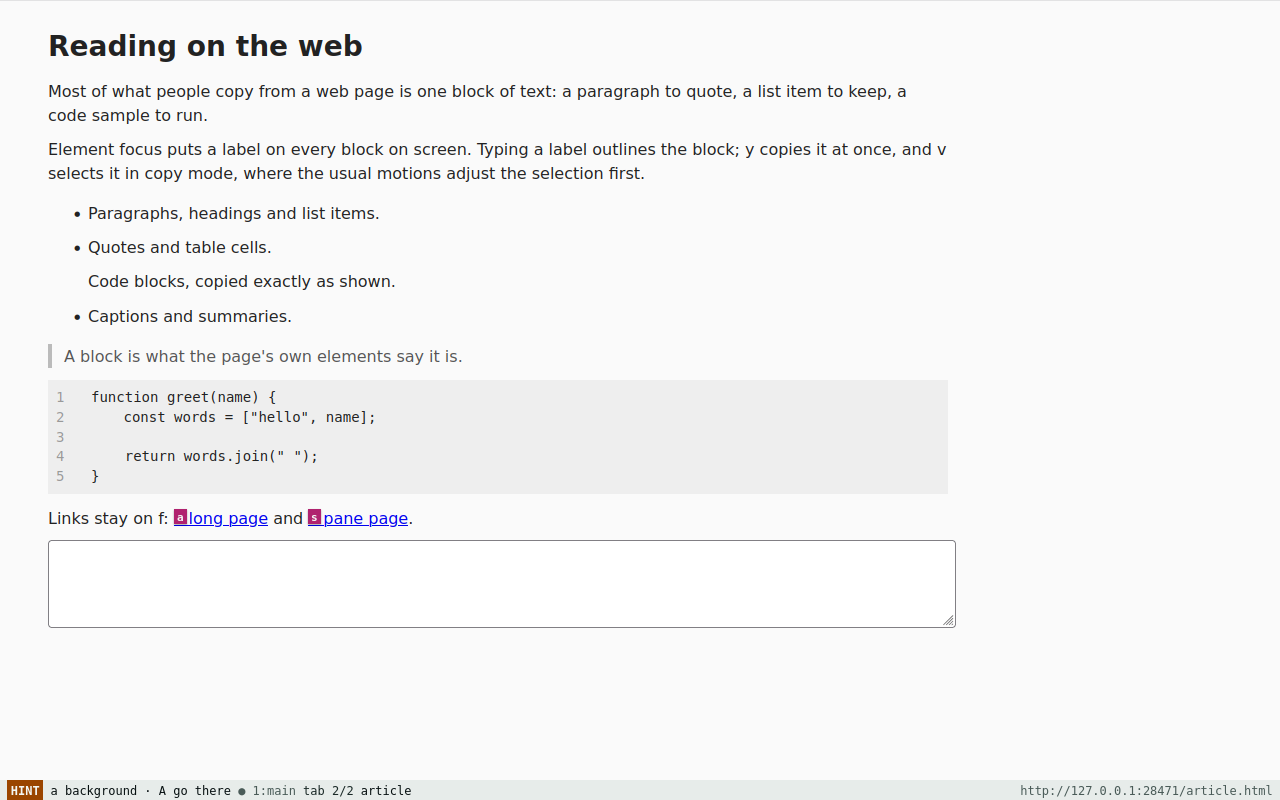 Reading on the web
Most of what people copy from a web page is one block of text: a paragraph to quote, a list item to keep, a
code sample to run.
Element focus puts a label on every block on screen. Typing a label outlines the block; y copies it at once, and v
selects it in copy mode, where the usual motions adjust the selection first.
• Paragraphs, headings and list items.
• Quotes and table cells.
Code blocks, copied exactly as shown.
• Captions and summaries.
A block is what the page's own elements say it is.
1 function greet(name) {
2     const words = ["hello", name];
3
4     return words.join(" ");
5 }
Links stay on f: a long page and s pane page.
HINT a background · A go there ● 1:main tab 2/2 article http://127.0.0.1:28471/article.html